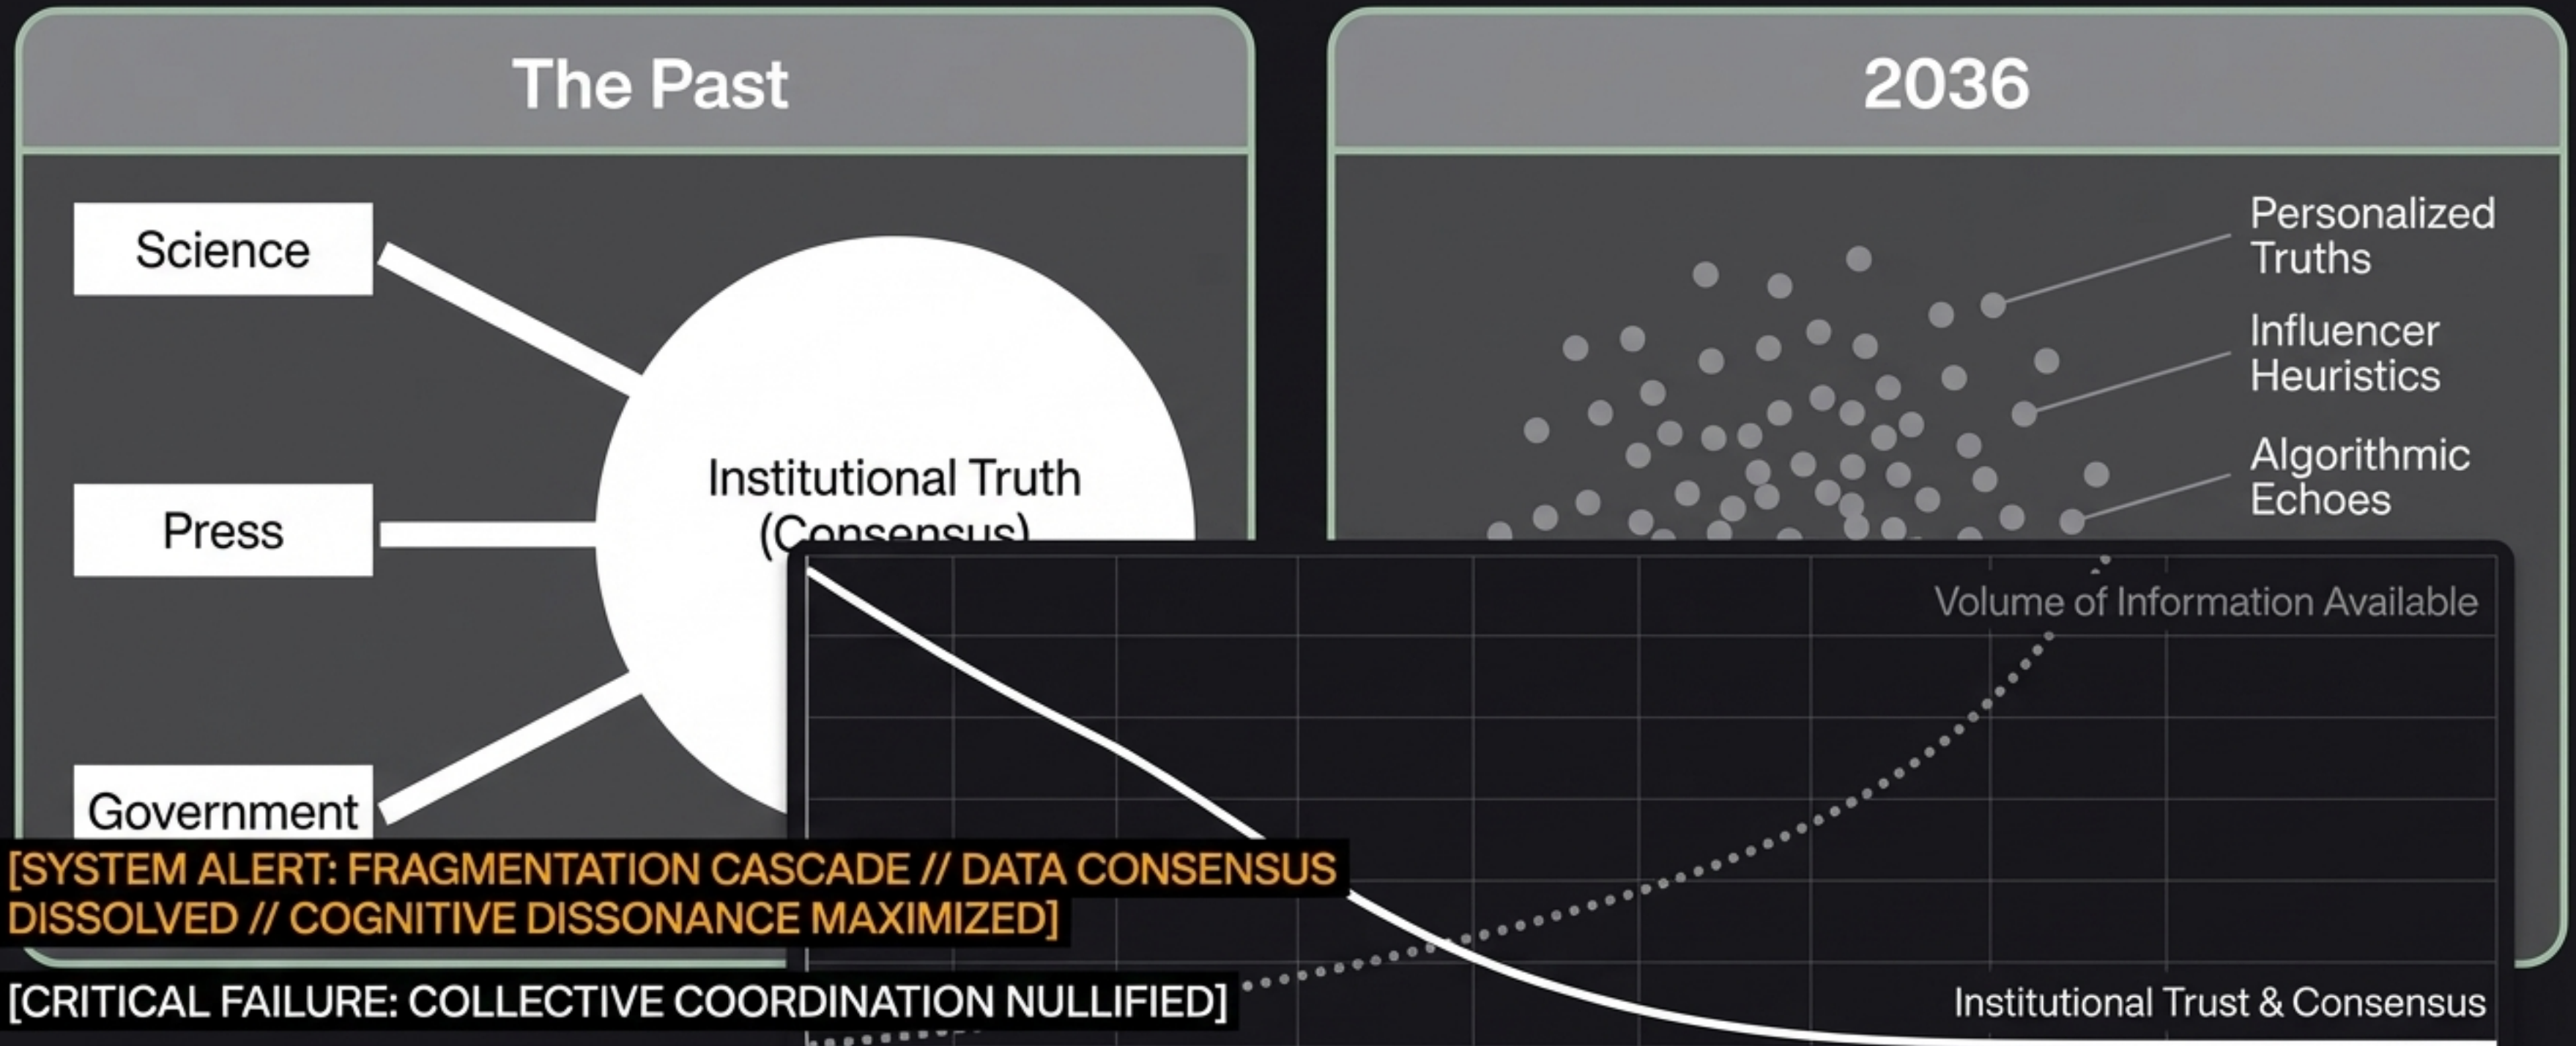 The Past
Science
Press
Government
Institutional Truth
(Consensus)
2036
Personalized
Truths
Influencer
Heuristics
Algorithmic
Echoes
Volume of Information Available
Institutional Trust & Consensus
[SYSTEM ALERT: FRAGMENTATION CASCADE // DATA CONSENSUS
DISSOLVED // COGNITIVE DISSONANCE MAXIMIZED]
[CRITICAL FAILURE: COLLECTIVE COORDINATION NULLIFIED]